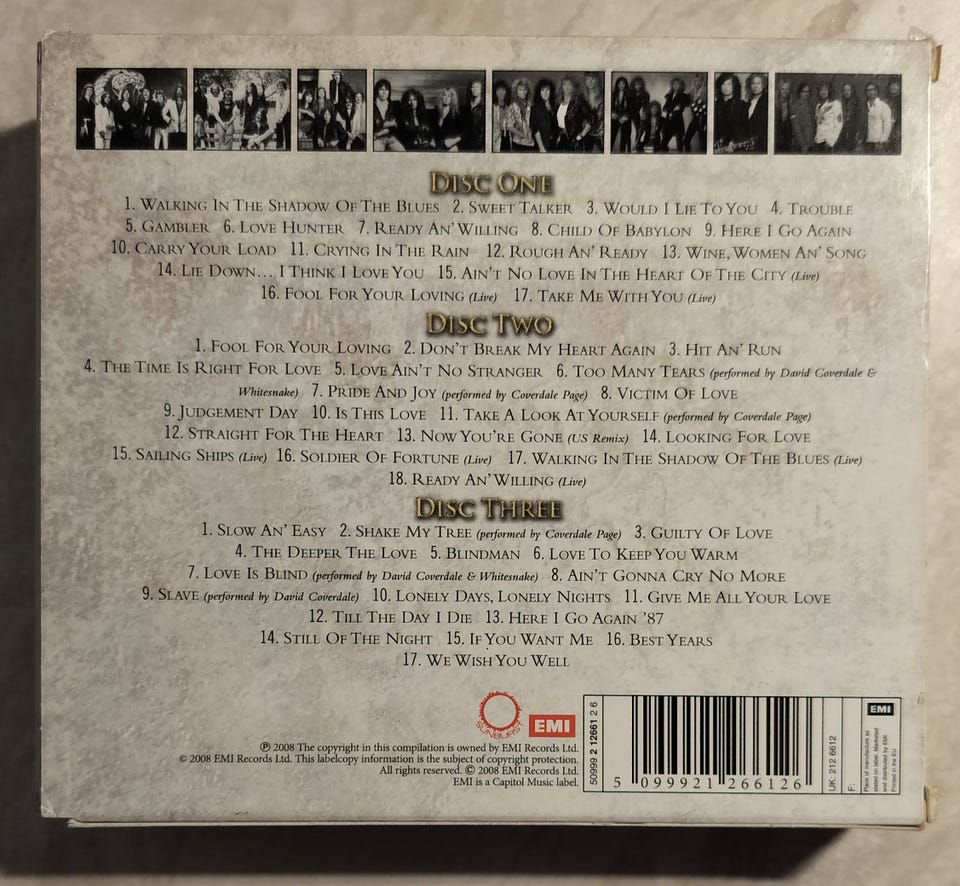 DISC ONE
1. WALKING IN THE SHADOW OF THE BLUES 2. SWEET TALKER 3. WOULD I LIE TO YOU 4. TROUBLE
5. GAMBLER 6. LOVE HUNTER 7. READY AN' WILLING 8. CHILD OF BABYLON 9. HERE I GO AGAIN
10. CARRY YOUR LOAD 11. CRYING IN THE RAIN 12. ROUGH AN' READY 13. WINE, WOMEN AN' SONG
14. LIE DOWN... I THINK I LOVE YOU 15. AIN'T NO LOVE IN THE HEART OF THE CITY (Live)
16. FOOL FOR YOUR LOVING (Live) 17. TAKE ME WITH YOU (Live)
DISC TWO
1. FOOL FOR YOUR LOVING 2. DON'T BREAK MY HEART AGAIN 3. HIT AN' RUN
4. THE TIME IS RIGHT FOR LOVE 5. LOVE AIN'T NO STRANGER 6. TOO MANY TEARS (performed by David Coverdale &
Whitesnake) 7. PRIDE AND JOY (performed by Coverdale Page) 8. VICTIM OF LOVE
9. JUDGEMENT DAY 10. IS THIS LOVE 11. TAKE A LOOK AT YOURSELF (performed by Coverdale Page)
12. STRAIGHT FOR THE HEART 13. NOW YOU'RE GONE (US Remix) 14. LOOKING FOR LOVE
15. SAILING SHIPS (Live) 16. SOLDIER OF FORTUNE (Live) 17. WALKING IN THE SHADOW OF THE BLUES (Live)
18. READY AN' WILLING (Live)
DISC THREE
1. SLOW AN' EASY 2. SHAKE MY TREE (performed by Coverdale Page) 3. GUILTY OF LOVE
4. THE DEEPER THE LOVE 5. BLINDMAN 6. LOVE TO KEEP YOU WARM
7. LOVE IS BLIND (performed by David Coverdale & Whitesnake) 8. AIN'T GONNA CRY NO MORE
9. SLAVE (performed by David Coverdale) 10. LONELY DAYS, LONELY NIGHTS 11. GIVE ME ALL YOUR LOVE
12. TILL THE DAY I DIE 13. HERE I GO AGAIN '87
14. STILL OF THE NIGHT 15. IF YOU WANT ME 16. BEST YEARS
17. WE WISH YOU WELL
SUNBURST
EMI
℗ 2008 The copyright in this compilation is owned by EMI Records Ltd.
© 2008 EMI Records Ltd. This labelcopy information is the subject of copyright protection.
All rights reserved. © 2008 EMI Records Ltd.
EMI is a Capitol Music label.
50999 2 12661 2 6
5 099921 266126
UK: 212 6612
F:
EMI
Place of manufacture as
stated on label. Marketed
and distributed by EMI.
Printed in the EU